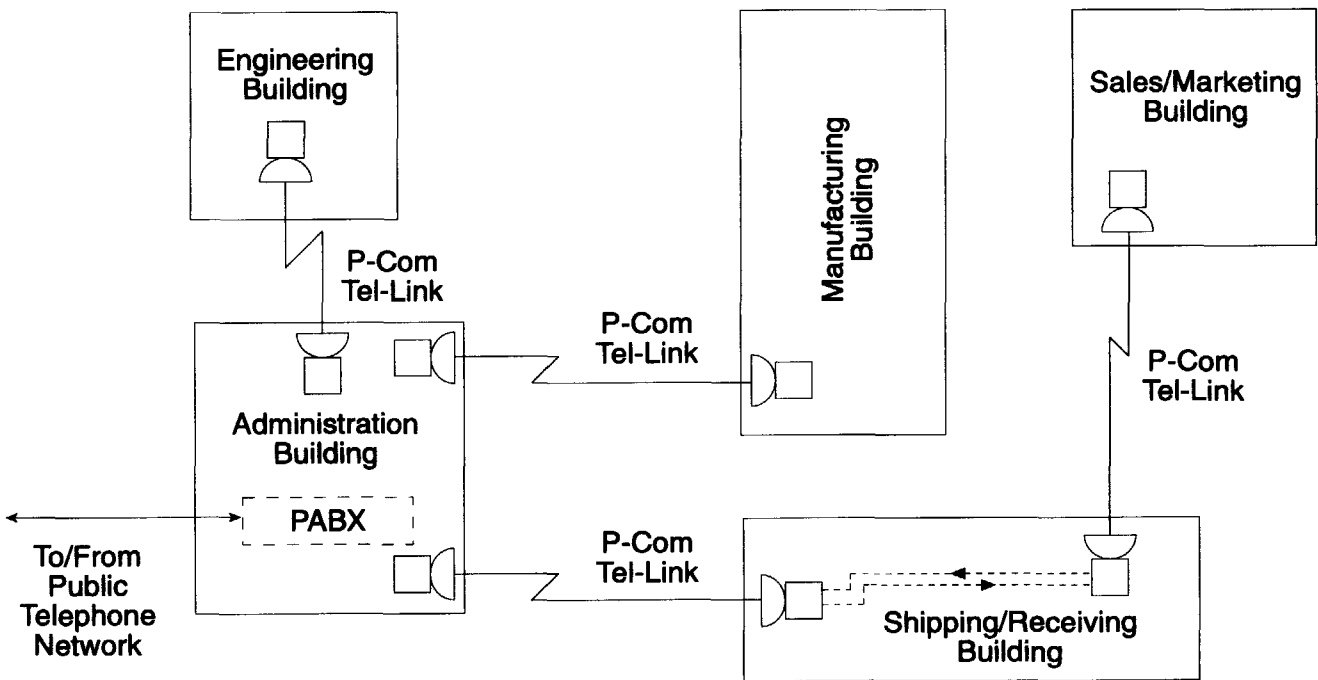 Engineering
Building
Sales/Marketing
Building
Manufacturing
Building
P-Com
Tel-Link
P-Com
Tel-Link
P-Com
Tel-Link
Administration
Building
PABX
To/From
Public
Telephone
Network
P-Com
Tel-Link
Shipping/Receiving
Building